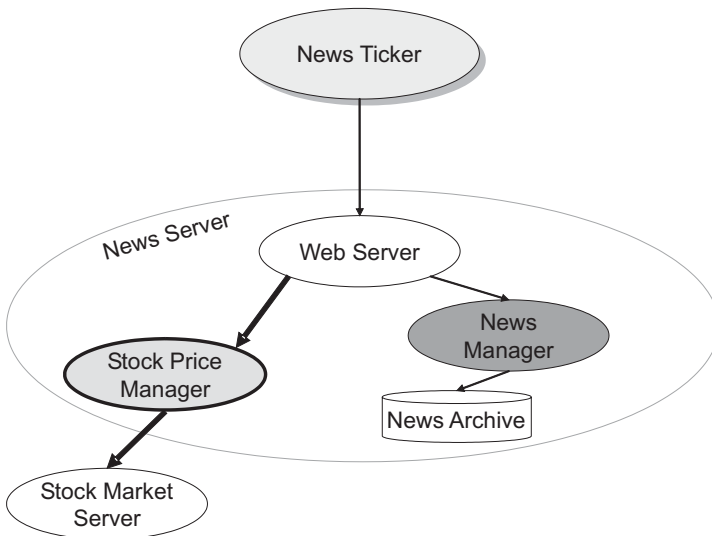 News Ticker
News Server
Web Server
News
Manager
Stock Price
Manager
News Archive
Stock Market
Server